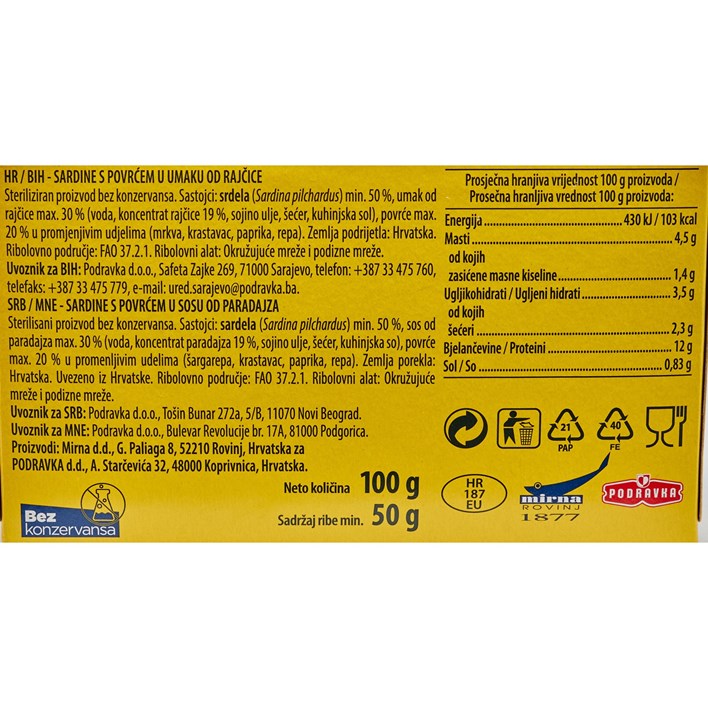 HR / BIH - SARDINE S POVRĆEM U UMAKU OD RAJČICE
Steriliziran proizvod bez konzervansa. Sastojci: srdela (Sardina pilchardus) min. 50 %, umak od
rajčice max. 30 % (voda, koncentrat rajčice 19 %, sojino ulje, šećer, kuhinjska sol), povrće max.
20 % u promjenjivim udjelima (mrkva, krastavac, paprika, repa). Zemlja podrijetla: Hrvatska.
Ribolovno područje: FAO 37.2.1. Ribolovni alat: Okružujuće mreže i podizne mreže.
Uvoznik za BIH: Podravka d.o.o., Safeta Zajke 269, 71000 Sarajevo, telefon: +387 33 475 760,
telefaks: +387 33 475 779, e-mail: ured.sarajevo@podravka.ba.
SRB / MNE - SARDINE S POVRĆEM U SOSU OD PARADAJZA
Sterilisani proizvod bez konzervansa. Sastojci: sardela (Sardina pilchardus) min. 50 %, sos od
paradajza max. 30 % (voda, koncentrat paradajza 19 %, sojino ulje, šećer, kuhinjska so), povrće
max. 20 % u promenljivim udelima (šargarepa, krastavac, paprika, repa). Zemlja porekla:
Hrvatska. Uvezeno iz Hrvatske. Ribolovno područje: FAO 37.2.1. Ribolovni alat: Okružujuće
mreže i podizne mreže.
Uvoznik za SRB: Podravka d.o.o., Tošin Bunar 272a, 5/B, 11070 Novi Beograd.
Uvoznik za MNE: Podravka d.o.o., Bulevar Revolucije br. 17A, 81000 Podgorica.
Proizvodi: Mirna d.d., G. Paliaga 8, 52210 Rovinj, Hrvatska za
PODRAVKA d.d., A. Starčevića 32, 48000 Koprivnica, Hrvatska.
Neto količina 100 g
Sadržaj ribe min. 50 g
Bez
konzervansa
Prosječna hranjiva vrijednost 100 g proizvoda /
Prosečna hranljiva vrednost 100 g proizvoda:
Energija 430 kJ / 103 kcal
Masti 4,5 g
od kojih
zasićene masne kiseline 1,4 g
Ugljikohidrati / Ugljeni hidrati 3,5 g
od kojih
šećeri 2,3 g
Bjelančevine / Proteini 12 g
Sol / So 0,83 g
21
PAP
40
FE
HR
187
EU
mirna
ROVINJ
1877
PODRAVKA